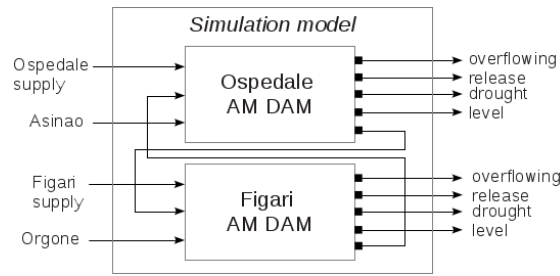 Simulation model
Ospedale
supply
Asinao
Ospedale
AM DAM
overflowing
release
drought
level
Figari
supply
Orgone
Figari
AM DAM
overflowing
release
drought
level